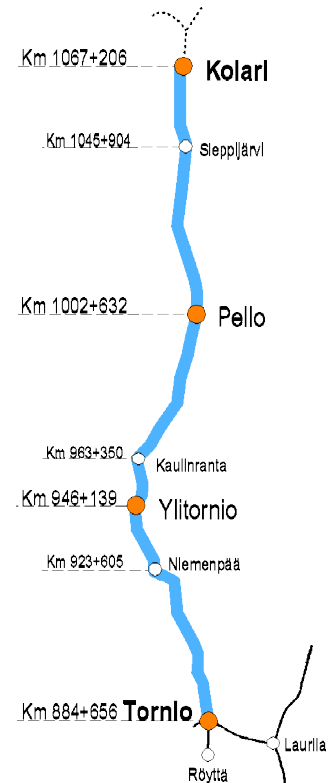 Km 1067+206 Kolari
Km 1045+904 Sieppijärvi
Km 1002+632 Pello
Km 963+350 Kaulinranta
Km 946+139 Ylitornio
Km 923+605 Niemenpää
Km 884+656 Tornio
Laurila
Röyttä